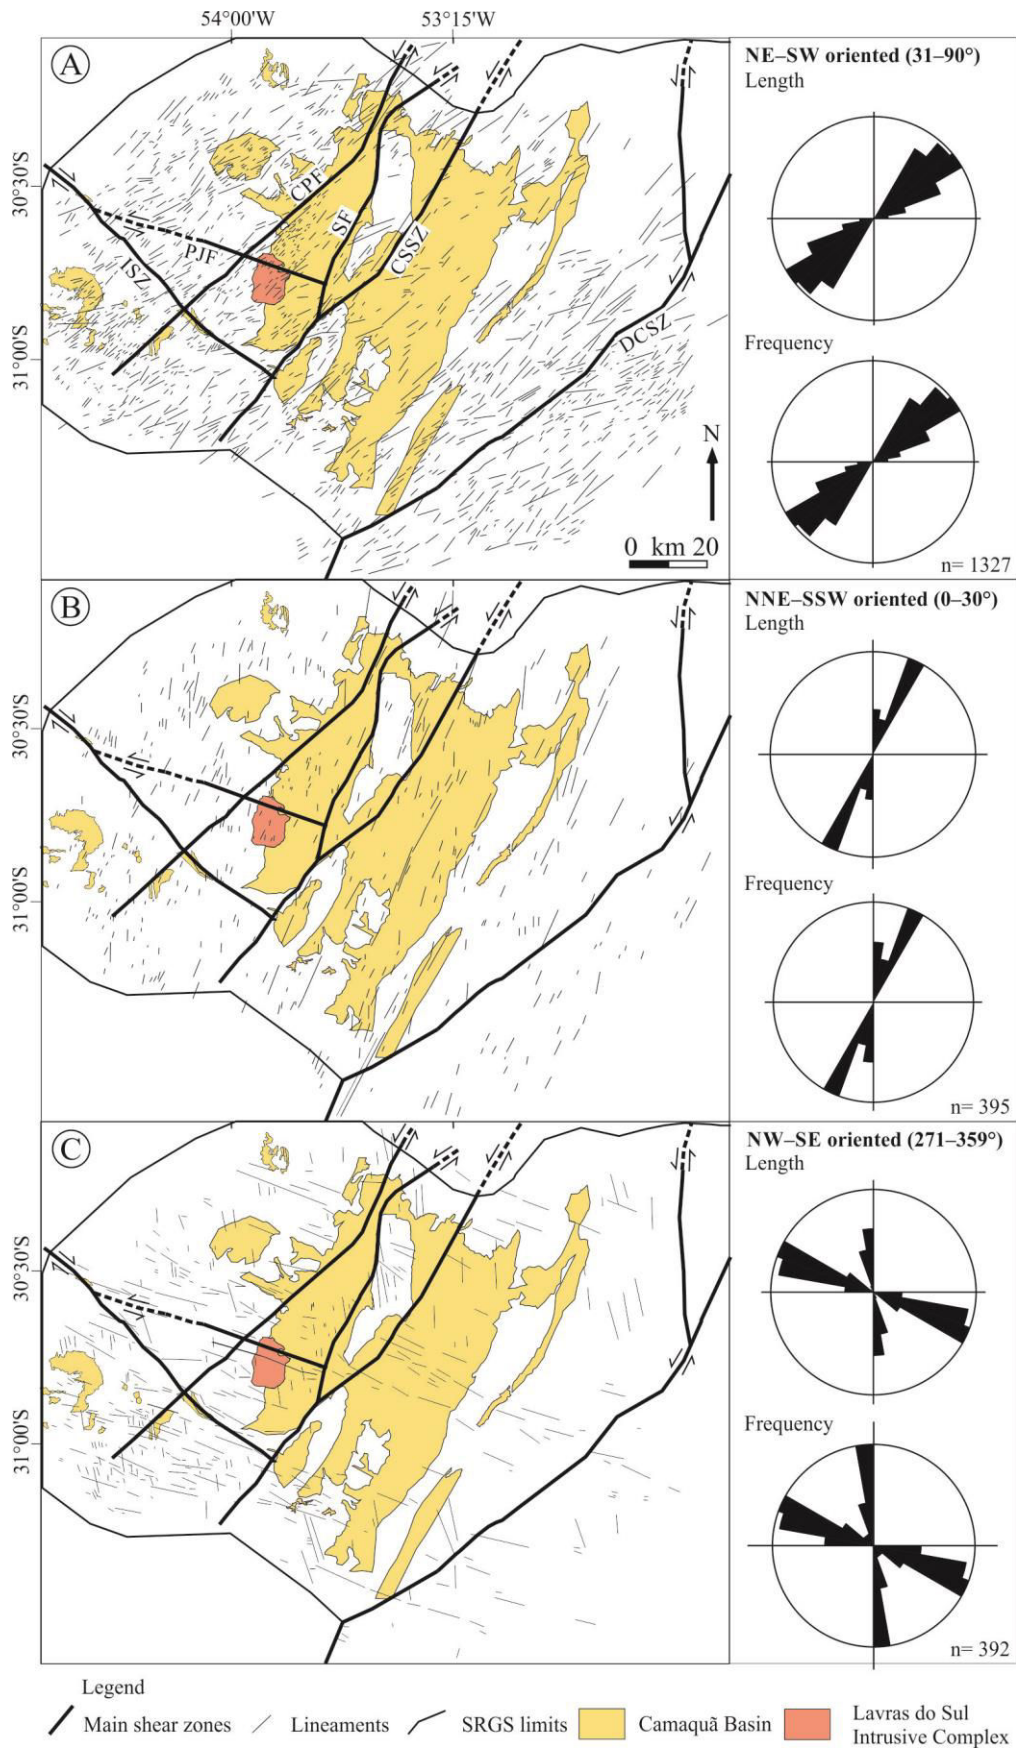 54°00'W
53°15'W
A
30°30'S
31°00'S
CPF
SF
CSSZ
PJF
ISZ
DCSZ
N
0 km 20
NE–SW oriented (31–90°)
Length
Frequency
n= 1327
B
30°30'S
31°00'S
NNE–SSW oriented (0–30°)
Length
Frequency
n= 395
C
30°30'S
31°00'S
NW–SE oriented (271–359°)
Length
Frequency
n= 392
Legend
Main shear zones
Lineaments
SRGS limits
Camaquã Basin
Lavras do Sul
Intrusive Complex